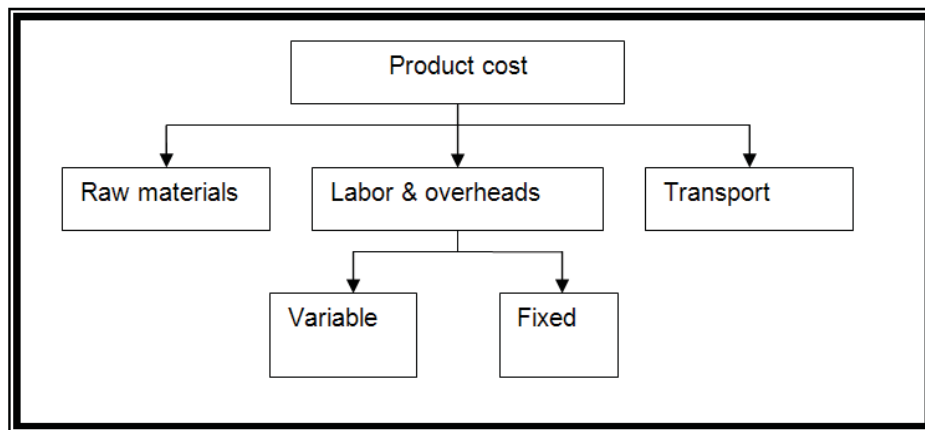 Product cost
Raw materials
Labor & overheads
Transport
Variable
Fixed